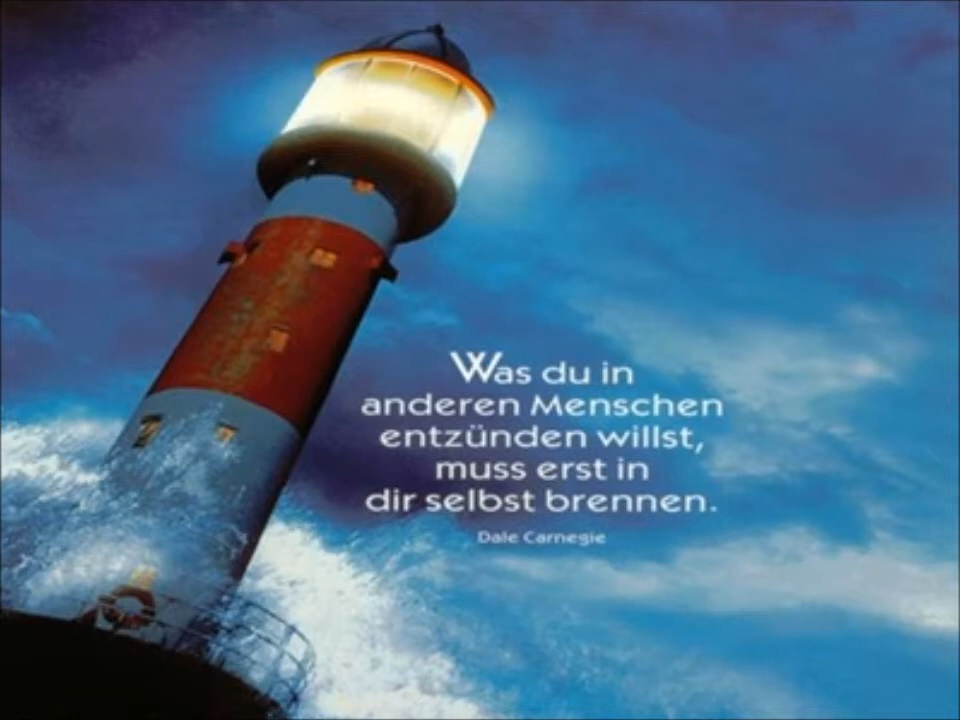 Was du in
anderen Menschen
entzünden willst,
muss erst in
dir selbst brennen.
Dale Carnegie